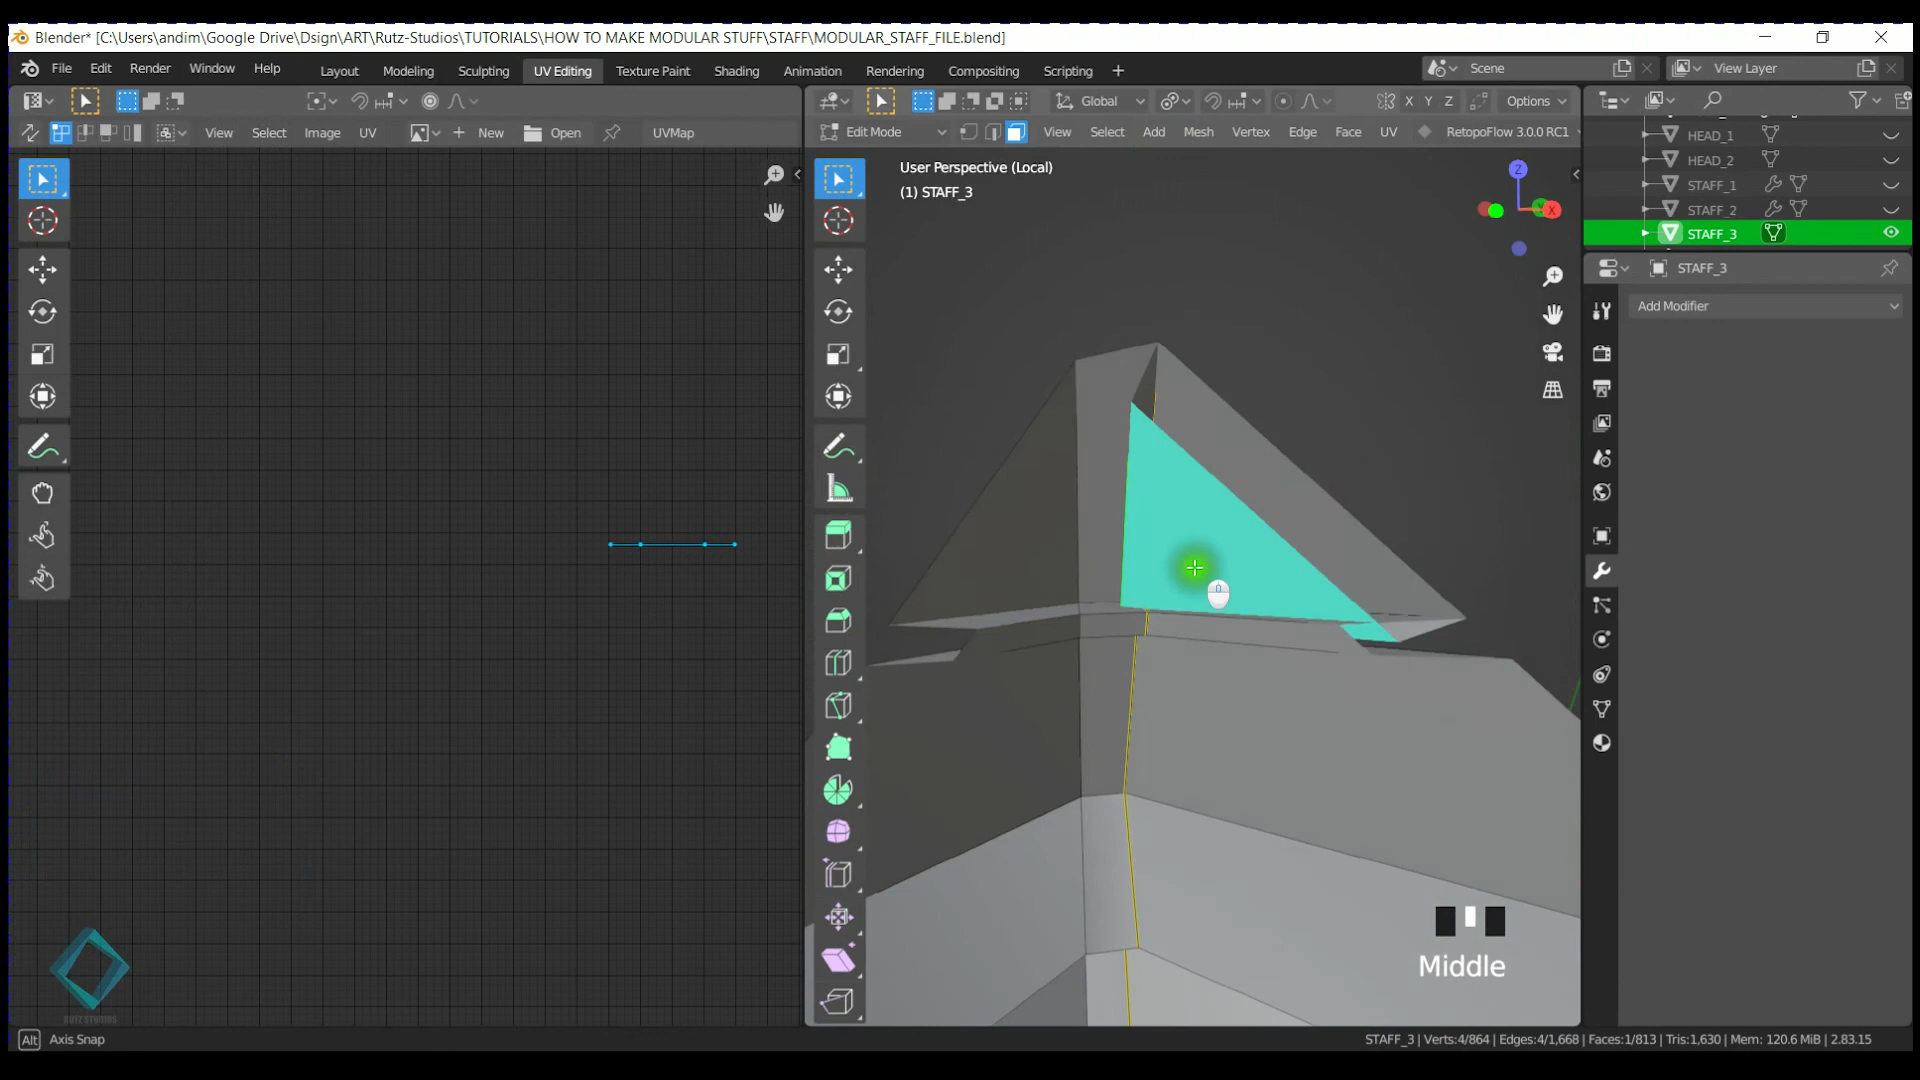 Blender* [C:\Users\andim\Google Drive\Dsign\ART\Rutz-Studios\TUTORIALS\HOW TO MAKE MODULAR STUFF\STAFF\MODULAR_STAFF_FILE.blend]
File Edit Render Window Help Layout Modeling Sculpting UV Editing Texture Paint Shading Animation Rendering Compositing Scripting + Scene View Layer
Global X Y Z Options
View Select Image UV New Open UVMap Edit Mode View Select Add Mesh Vertex Edge Face UV RetopoFlow 3.0.0 RC1
HEAD_1
HEAD_2
STAFF_1
STAFF_2
STAFF_3
User Perspective (Local)
(1) STAFF_3
Z
X
Y
STAFF_3
Add Modifier
Middle
RUTZ STUDIOS
Alt Axis Snap
STAFF_3 | Verts:4/864 | Edges:4/1,668 | Faces:1/813 | Tris:1,630 | Mem: 120.6 MiB | 2.83.15